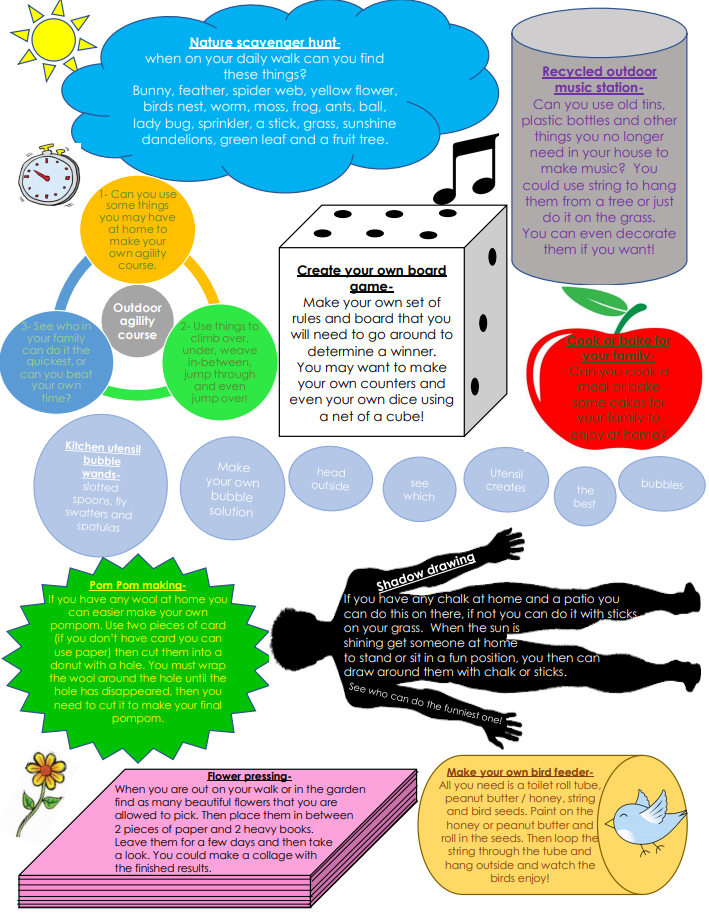 Nature scavenger hunt-
when on your daily walk can you find
these things?
Bunny, feather, spider web, yellow flower,
birds nest, worm, moss, frog, ants, ball,
lady bug, sprinkler, a stick, grass, sunshine
dandelions, green leaf and a fruit tree.
Recycled outdoor
music station-
Can you use old tins,
plastic bottles and other
things you no longer
need in your house to
make music? You
could use string to hang
them from a tree or just
do it on the grass.
You can even decorate
them if you want!
1- Can you use
some things
you may have
at home to
make your
own agility
course.
Outdoor
agility
course
2- Use things to
climb over,
under, weave
in-between,
jump through
and even
jump over!
3- See who in
your family
can do it the
quickest, or
can you beat
your own
time?
Create your own board
game-
Make your own set of
rules and board that you
will need to go around to
determine a winner.
You may want to make
your own counters and
even your own dice using
a net of a cube!
Cook or bake for
your family-
Can you cook a
meal or bake
some cakes for
your family to
enjoy at home?
Kitchen utensil
bubble
wands-
slotted
spoons, fly
swatters and
spatulas
Make
your own
bubble
solution
head
outside
see
which
Utensil
creates
the
best
bubbles
Pom Pom making-
If you have any wool at home you
can easier make your own
pompom. Use two pieces of card
(if you don't have card you can
use paper) then cut them into a
donut with a hole. You must wrap
the wool around the hole until the
hole has disappeared, then you
need to cut it to make your final
pompom.
Shadow drawing
If you have any chalk at home and a patio you
can do this on there, if not you can do it with sticks
on your grass. When the sun is
shining get someone at home
to stand or sit in a fun position, you then can
draw around them with chalk or sticks.
See who can do the funniest one!
Flower pressing-
When you are out on your walk or in the garden
find as many beautiful flowers that you are
allowed to pick. Then place them in between
2 pieces of paper and 2 heavy books.
Leave them for a few days and then take
a look. You could make a collage with
the finished results.
Make your own bird feeder-
All you need is a toilet roll tube,
peanut butter / honey, string
and bird seeds. Paint on the
honey or peanut butter and
roll in the seeds. Then loop the
string through the tube and
hang outside and watch the
birds enjoy!